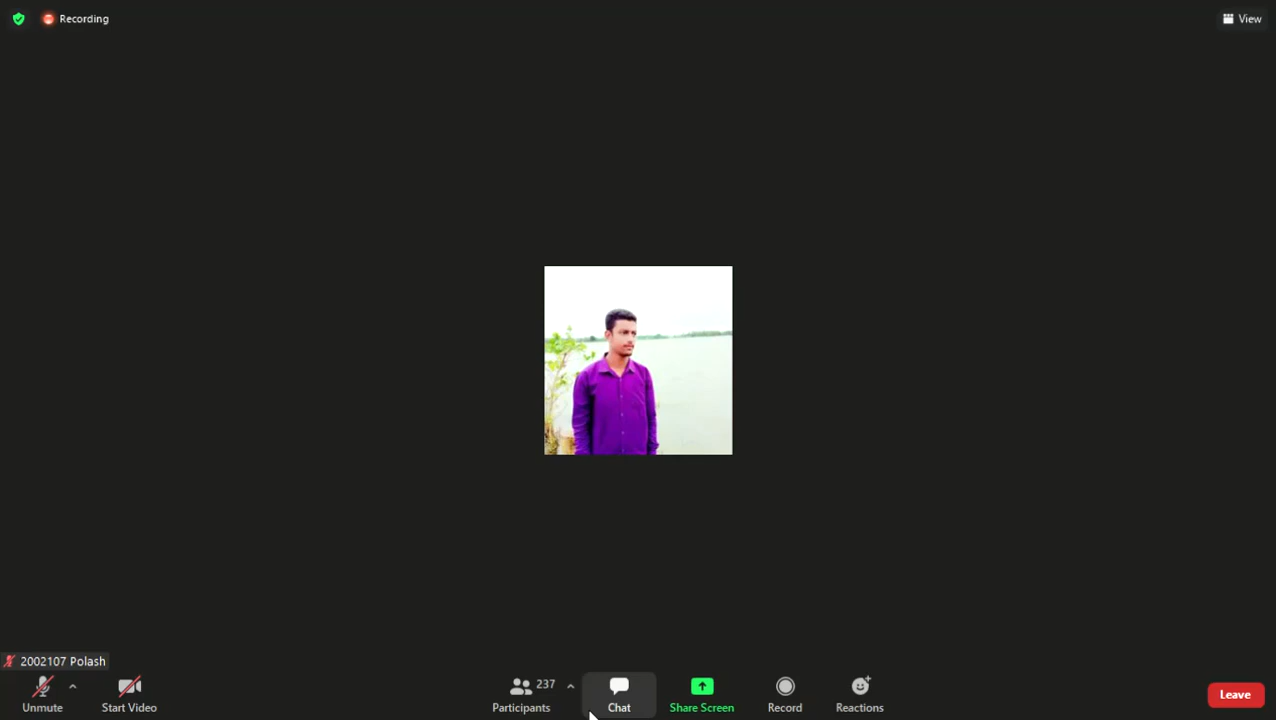 Recording
View
2002107 Polash
Unmute
Start Video
237
Participants
Chat
Share Screen
Record
Reactions
Leave